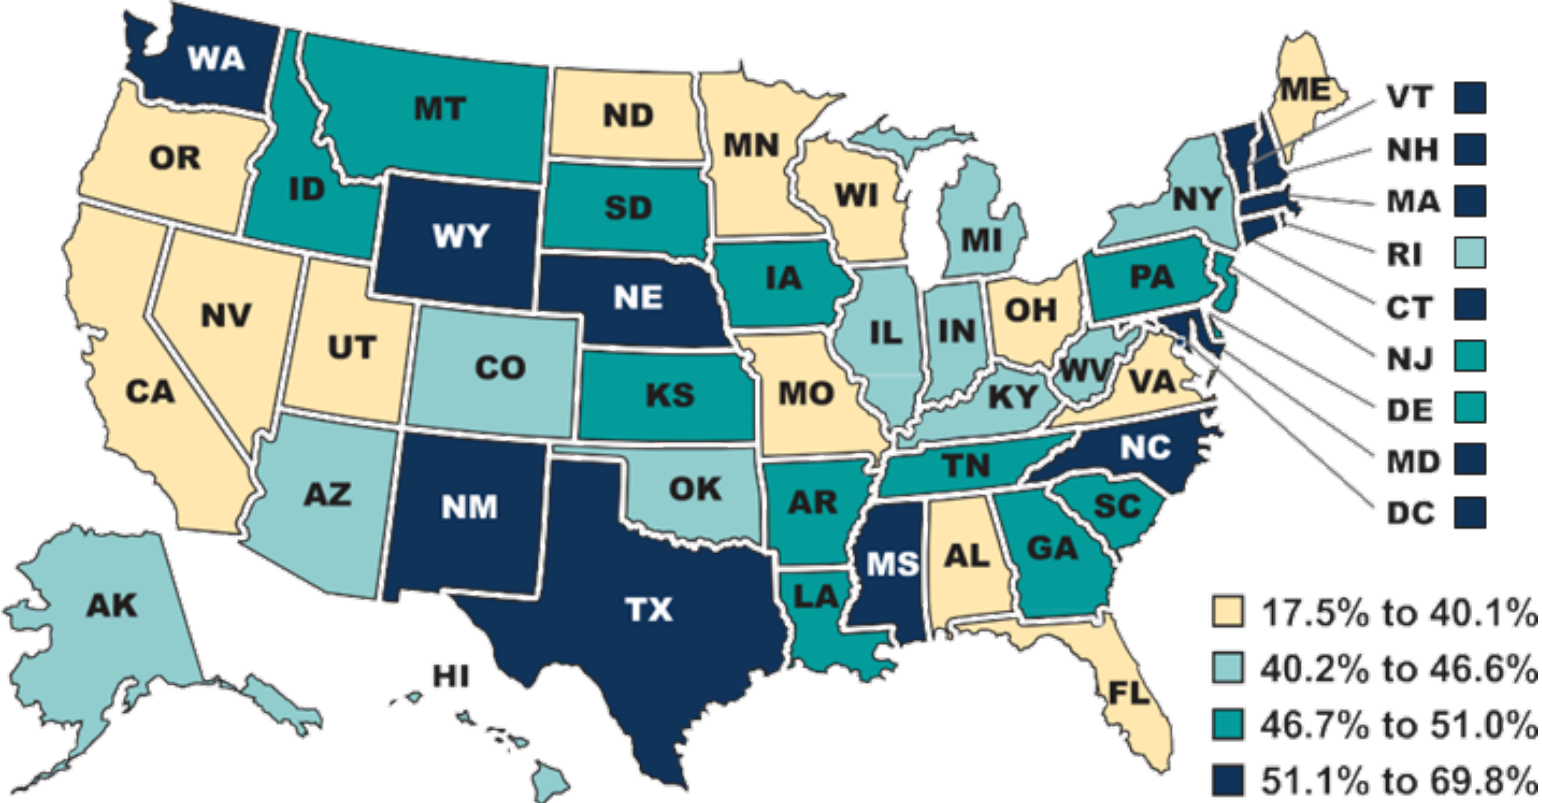 WA
MT
ND
MN
ME
OR
ID
SD
WI
WY
NY
MI
IA
PA
NE
NV
UT
CO
IL
IN
OH
WV
VA
CA
KS
MO
KY
AZ
NM
OK
AR
TN
NC
SC
MS
AL
GA
TX
LA
AK
HI
FL
VT
NH
MA
RI
CT
NJ
DE
MD
DC
17.5% to 40.1%
40.2% to 46.6%
46.7% to 51.0%
51.1% to 69.8%